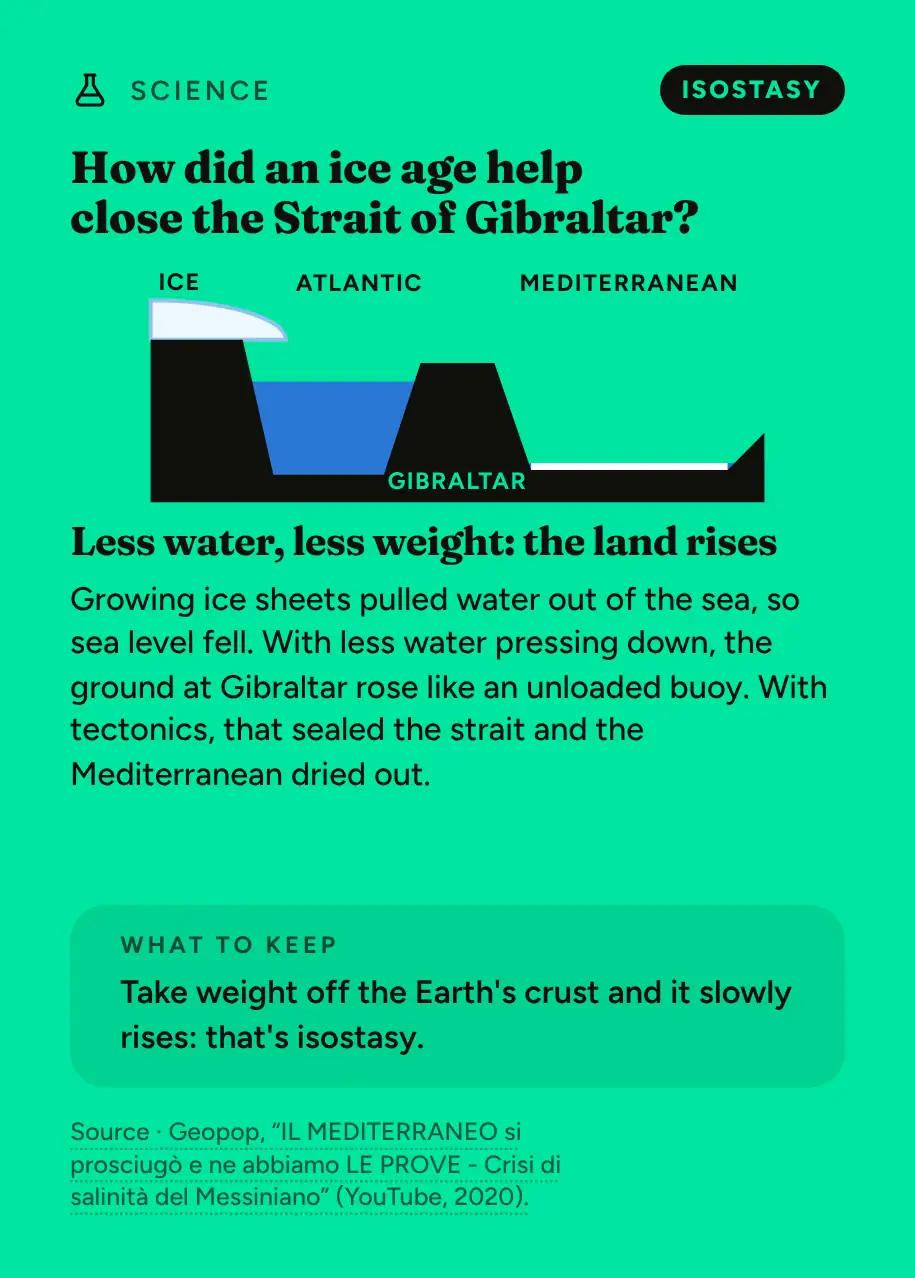 SCIENCE
ISOSTASY
How did an ice age help
close the Strait of Gibraltar?
ICE
ATLANTIC
MEDITERRANEAN
GIBRALTAR
Less water, less weight: the land rises
Growing ice sheets pulled water out of the sea, so
sea level fell. With less water pressing down, the
ground at Gibraltar rose like an unloaded buoy. With
tectonics, that sealed the strait and the
Mediterranean dried out.
WHAT TO KEEP
Take weight off the Earth's crust and it slowly
rises: that's isostasy.
Source · Geopop, “IL MEDITERRANEO si
prosciugò e ne abbiamo LE PROVE - Crisi di
salinità del Messiniano” (YouTube, 2020).